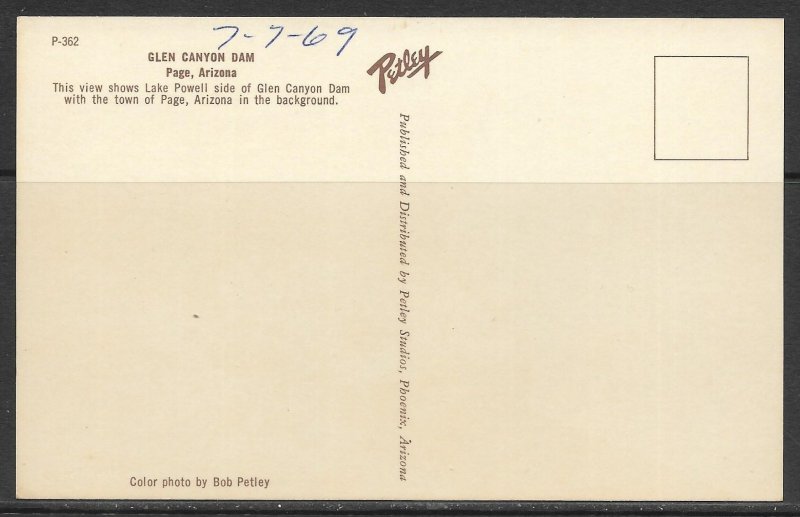 7-7-69
P-362
GLEN CANYON DAM
Page, Arizona
This view shows Lake Powell side of Glen Canyon Dam
with the town of Page, Arizona in the background.
Petley
Published and Distributed by Petley Studios, Phoenix, Arizona
Color photo by Bob Petley